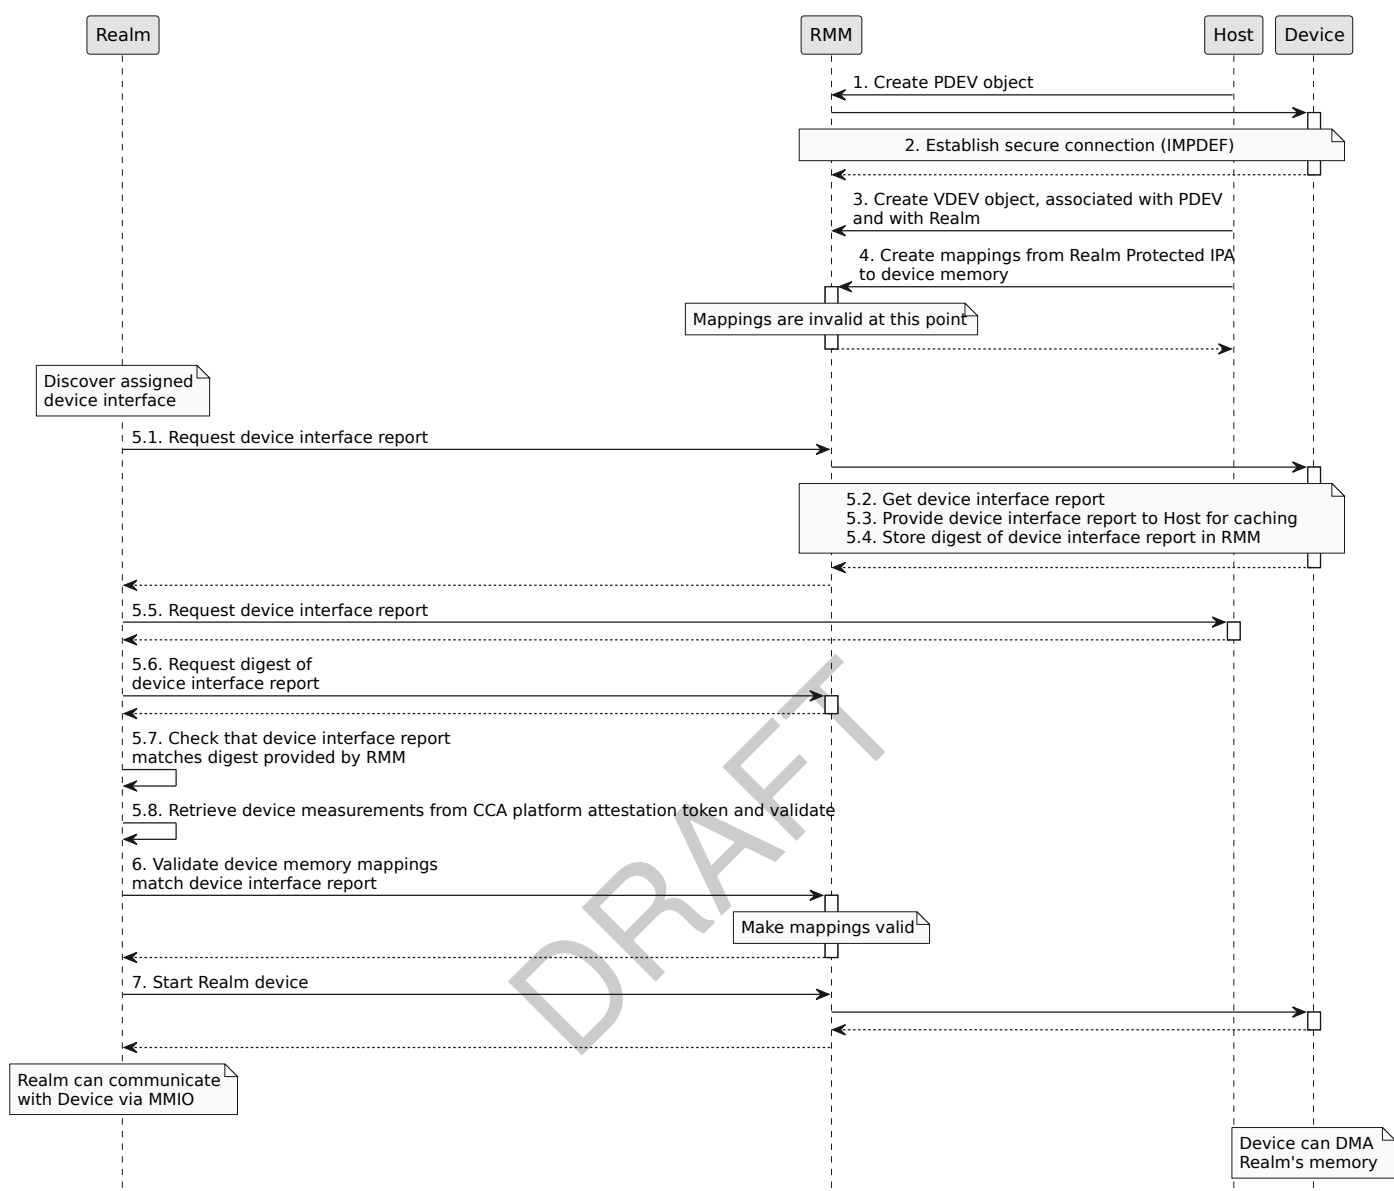 Realm
RMM
Host
Device
1. Create PDEV object
2. Establish secure connection (IMPDEF)
3. Create VDEV object, associated with PDEV
and with Realm
4. Create mappings from Realm Protected IPA
to device memory
Mappings are invalid at this point
Discover assigned
device interface
5.1. Request device interface report
5.2. Get device interface report
5.3. Provide device interface report to Host for caching
5.4. Store digest of device interface report in RMM
5.5. Request device interface report
5.6. Request digest of
device interface report
5.7. Check that device interface report
matches digest provided by RMM
5.8. Retrieve device measurements from CCA platform attestation token and validate
6. Validate device memory mappings
match device interface report
Make mappings valid
7. Start Realm device
Realm can communicate
with Device via MMIO
Device can DMA
Realm's memory
DRAFT